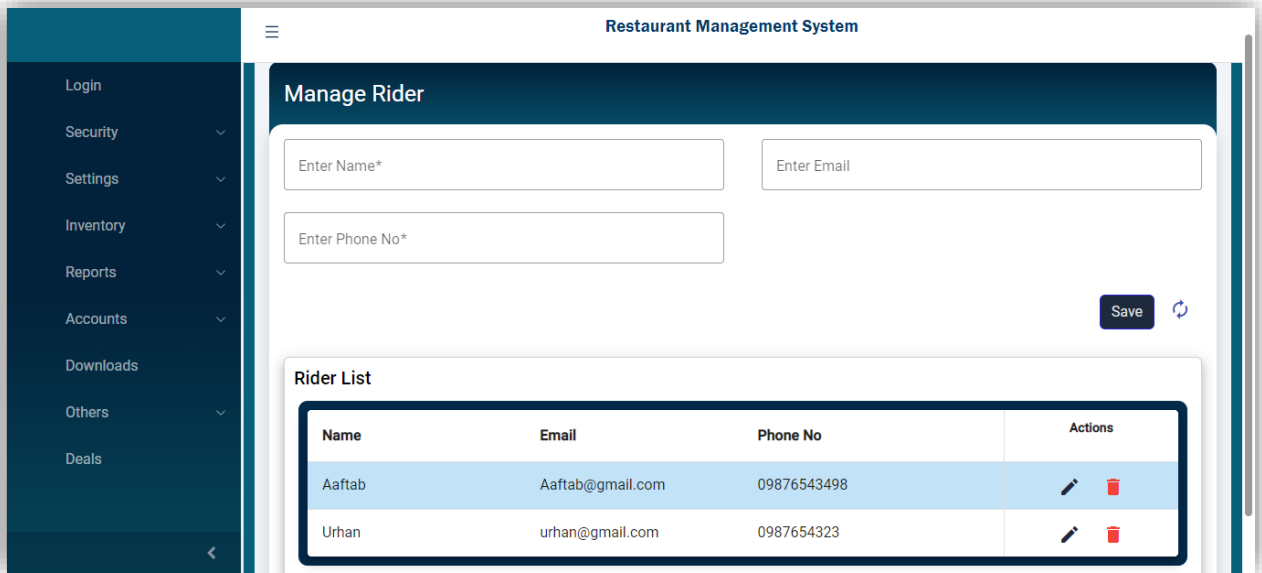 Restaurant Management System
Login
Security
Settings
Inventory
Reports
Accounts
Downloads
Others
Deals
Manage Rider
Enter Name* Enter Email
Enter Phone No*
Save
Rider List
Name Email Phone No Actions
Aaftab Aaftab@gmail.com 09876543498
Urhan urhan@gmail.com 0987654323